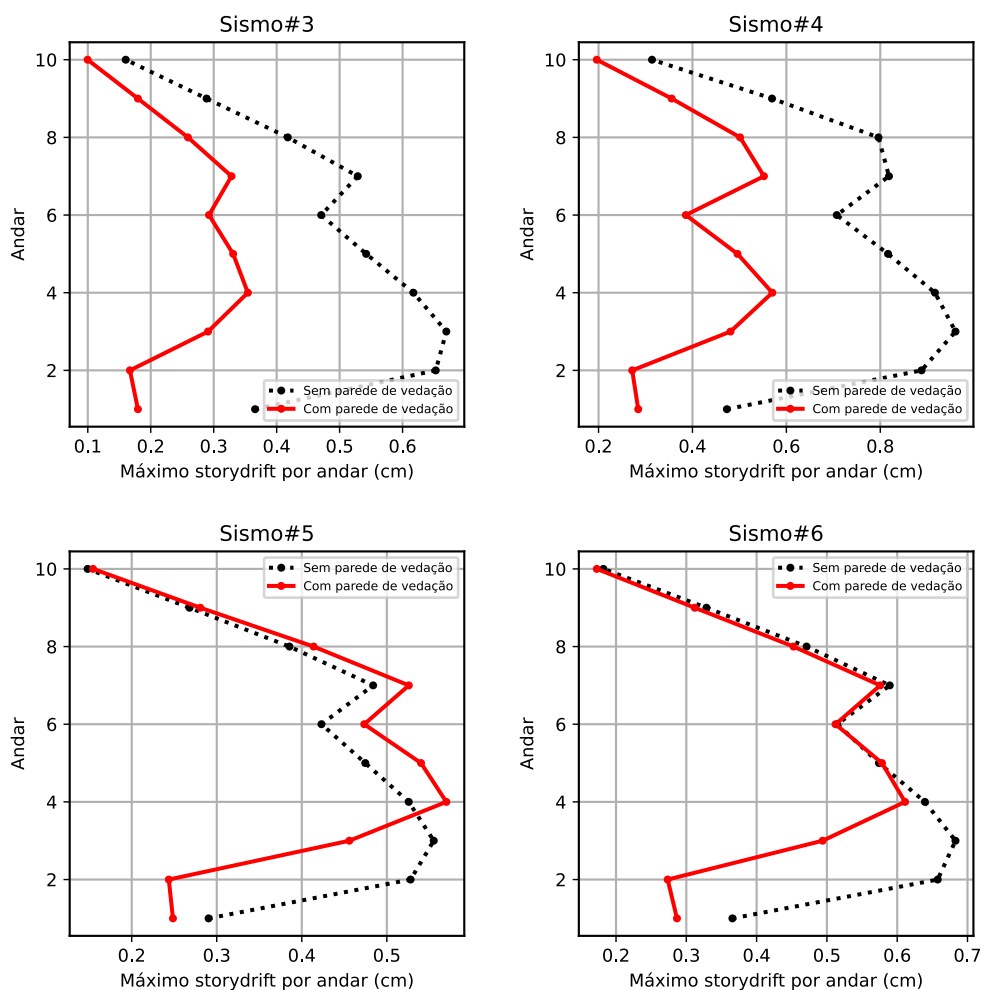 Sismo#3
Andar
10
8
6
4
2
Sem parede de vedação
Com parede de vedação
0.1 0.2 0.3 0.4 0.5 0.6
Máximo storydrift por andar (cm)
Sismo#4
Andar
10
8
6
4
2
Sem parede de vedação
Com parede de vedação
0.2 0.4 0.6 0.8
Máximo storydrift por andar (cm)
Sismo#5
Andar
10
8
6
4
2
Sem parede de vedação
Com parede de vedação
0.2 0.3 0.4 0.5
Máximo storydrift por andar (cm)
Sismo#6
Andar
10
8
6
4
2
Sem parede de vedação
Com parede de vedação
0.2 0.3 0.4 0.5 0.6 0.7
Máximo storydrift por andar (cm)